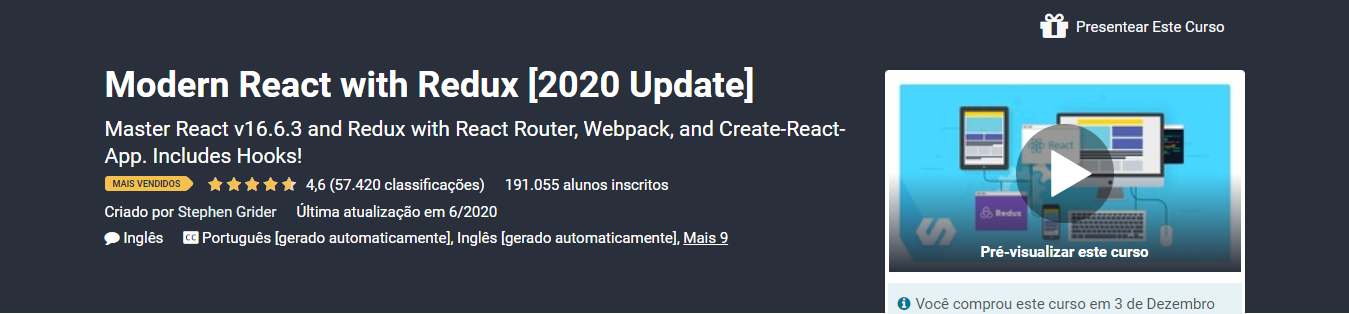 Presentear Este Curso
Modern React with Redux [2020 Update]
Master React v16.6.3 and Redux with React Router, Webpack, and Create-React-
App. Includes Hooks!
MAIS VENDIDOS 4,6 (57.420 classificações) 191.055 alunos inscritos
Criado por Stephen Grider Última atualização em 6/2020
Inglês CC Português [gerado automaticamente], Inglês [gerado automaticamente], Mais 9
React
Redux
Pré-visualizar este curso
Você comprou este curso em 3 de Dezembro